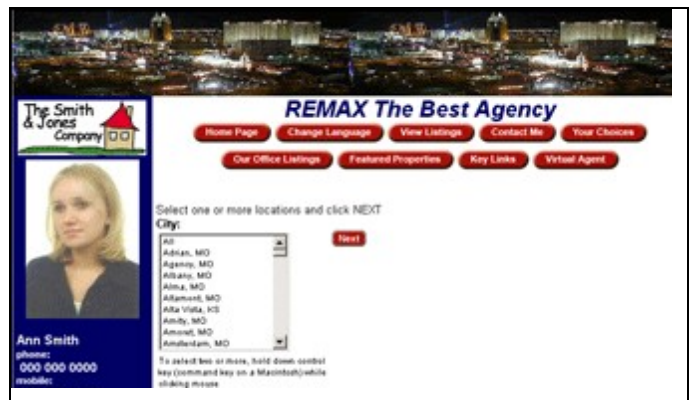 The Smith
& Jones
Company
REMAX The Best Agency
Home Page
Change Language
View Listings
Contact Me
Your Choices
Our Office Listings
Featured Properties
Key Links
Virtual Agent
Select one or more locations and click NEXT
City:
All
Adrian, MO
Agency, MO
Albany, MO
Alma, MO
Altamont, MO
Alta Vista, KS
Amity, MO
Amoret, MO
Amsterdam, MO
Next
To select two or more, hold down control
key (command key on a Macintosh) while
clicking mouse
Ann Smith
phone:
000 000 0000
mobile: